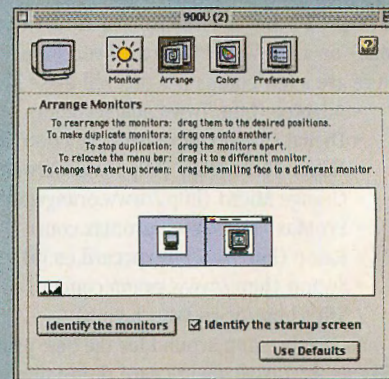 900U (2)
Monitor Arrange Color Preferences
Arrange Monitors
To rearrange the monitors: drag them to the desired positions.
To make duplicate monitors: drag one onto another.
To stop duplication: drag the monitors apart.
To relocate the menu bar: drag it to a different monitor.
To change the startup screen: drag the smiling face to a different monitor.
Identify the monitors
Identify the startup screen
Use Defaults